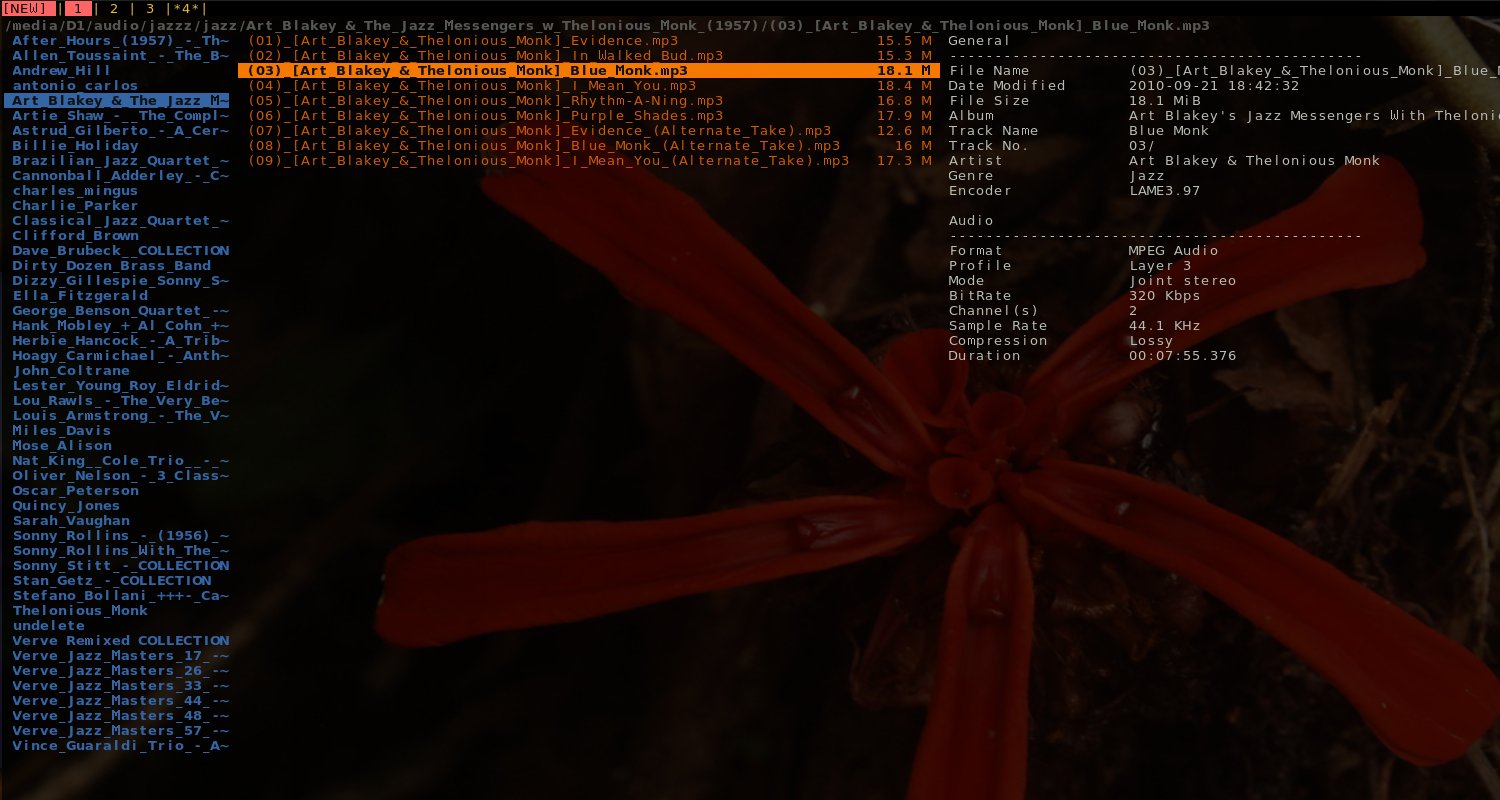 [NEW] | 1 | 2 | 3 |*4*|
/media/D1/audio/jazzz/jazz/Art_Blakey_&_The_Jazz_Messengers_w_Thelonious_Monk_(1957)/(03)_[Art_Blakey_&_Thelonious_Monk]_Blue_Monk.mp3
After_Hours_(1957)_-_Th~
Allen_Toussaint_-_The_B~
Andrew_Hill
antonio_carlos
Art_Blakey_&_The_Jazz_M~
Artie_Shaw_-__The_Compl~
Astrud_Gilberto_-_A_Cer~
Billie_Holiday
Brazilian_Jazz_Quartet_~
Cannonball_Adderley_-_C~
charles_mingus
Charlie_Parker
Classical_Jazz_Quartet_~
Clifford_Brown
Dave_Brubeck__COLLECTION
Dirty_Dozen_Brass_Band
Dizzy_Gillespie_Sonny_S~
Ella_Fitzgerald
George_Benson_Quartet_-~
Hank_Mobley_+_Al_Cohn_+~
Herbie_Hancock_-_A_Trib~
Hoagy_Carmichael_-_Anth~
John_Coltrane
Lester_Young_Roy_Eldrid~
Lou_Rawls_-_The_Very_Be~
Louis_Armstrong_-_The_V~
Miles_Davis
Mose_Alison
Nat_King__Cole_Trio__-_~
Oliver_Nelson_-_3_Class~
Oscar_Peterson
Quincy_Jones
Sarah_Vaughan
Sonny_Rollins_-_(1956)_~
Sonny_Rollins_With_The_~
Sonny_Stitt_-_COLLECTION
Stan_Getz_-_COLLECTION
Stefano_Bollani_+++-_Ca~
Thelonious_Monk
undelete
Verve Remixed COLLECTION
Verve_Jazz_Masters_17_-~
Verve_Jazz_Masters_26_-~
Verve_Jazz_Masters_33_-~
Verve_Jazz_Masters_44_-~
Verve_Jazz_Masters_48_-~
Verve_Jazz_Masters_57_-~
Vince_Guaraldi_Trio_-_A~
(01)_[Art_Blakey_&_Thelonious_Monk]_Evidence.mp3 15.5 M
(02)_[Art_Blakey_&_Thelonious_Monk]_In_Walked_Bud.mp3 15.3 M
(03)_[Art_Blakey_&_Thelonious_Monk]_Blue_Monk.mp3 18.1 M
(04)_[Art_Blakey_&_Thelonious_Monk]_I_Mean_You.mp3 18.4 M
(05)_[Art_Blakey_&_Thelonious_Monk]_Rhythm-A-Ning.mp3 16.8 M
(06)_[Art_Blakey_&_Thelonious_Monk]_Purple_Shades.mp3 17.9 M
(07)_[Art_Blakey_&_Thelonious_Monk]_Evidence_(Alternate_Take).mp3 12.6 M
(08)_[Art_Blakey_&_Thelonious_Monk]_Blue_Monk_(Alternate_Take).mp3 16 M
(09)_[Art_Blakey_&_Thelonious_Monk]_I_Mean_You_(Alternate_Take).mp3 17.3 M
General
----------------------------------------------
File Name (03)_[Art_Blakey_&_Thelonious_Monk]_Blue_M
Date Modified 2010-09-21 18:42:32
File Size 18.1 MiB
Album Art Blakey's Jazz Messengers With Thelonio
Track Name Blue Monk
Track No. 03/
Artist Art Blakey & Thelonious Monk
Genre Jazz
Encoder LAME3.97
Audio
----------------------------------------------
Format MPEG Audio
Profile Layer 3
Mode Joint stereo
BitRate 320 Kbps
Channel(s) 2
Sample Rate 44.1 KHz
Compression Lossy
Duration 00:07:55.376